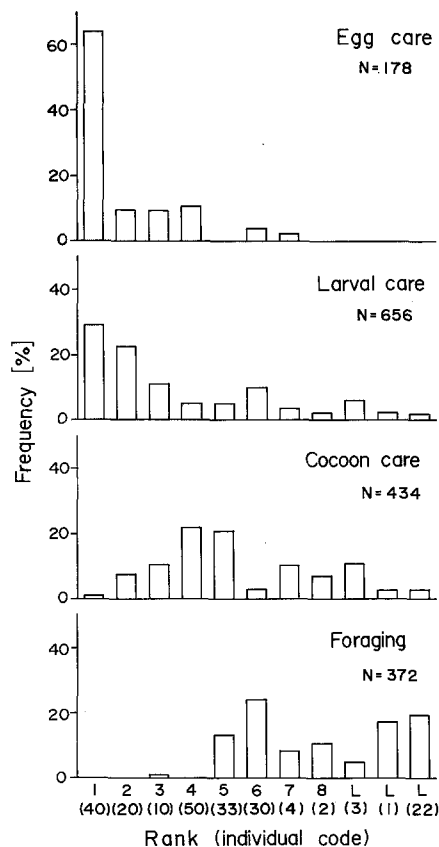 Egg care
N=178
60
40
20
0
Larval care
N=656
40
20
0
Frequency [%]
Cocoon care
N=434
40
20
0
Foraging
N=372
40
20
0
1 2 3 4 5 6 7 8 L L L
(40) (20) (10) (50) (33) (30) (4) (2) (3) (1) (22)
Rank (individual code)